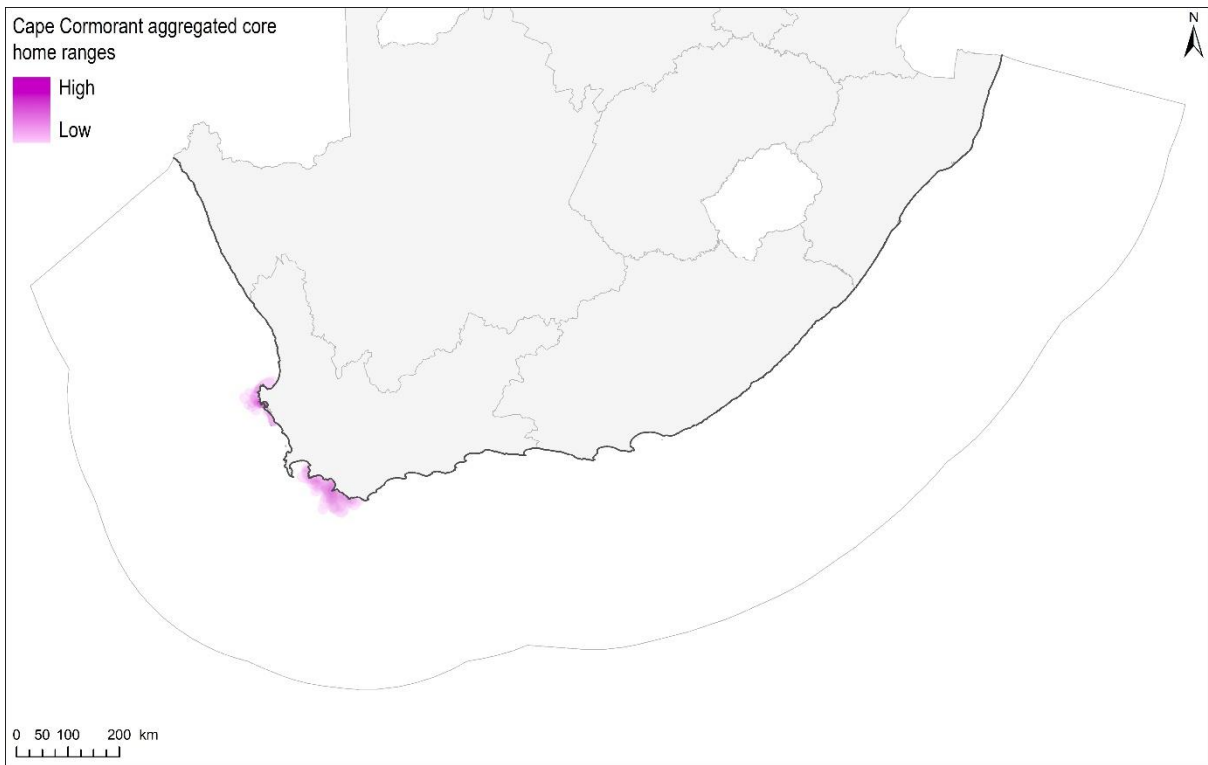 Cape Cormorant aggregated core
home ranges
High
Low
N
0 50 100 200 km